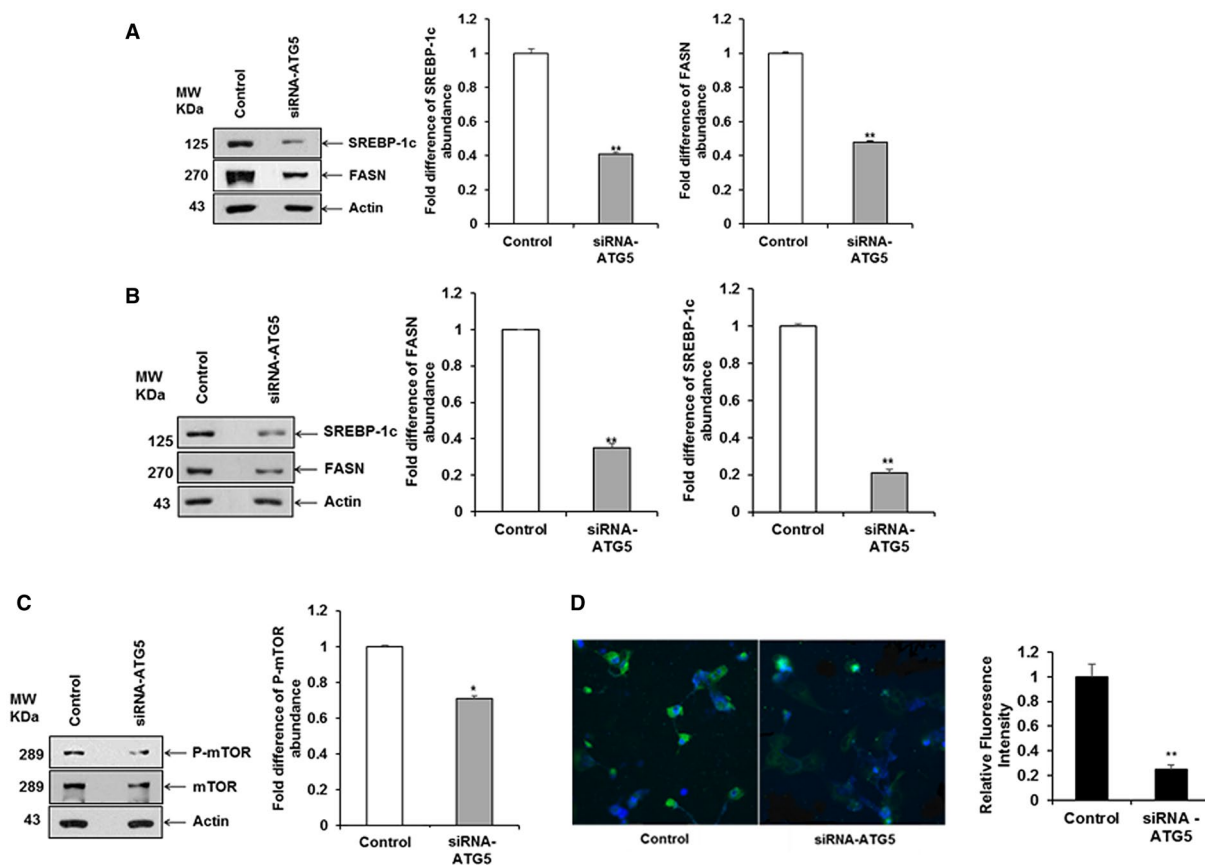 A
MW
KDa
Control
siRNA-ATG5
125
SREBP-1c
270
FASN
43
Actin
Fold difference of SREBP-1c
abundance
1.2
1
0.8
0.6
0.4
0.2
0
**
Control
siRNA-
ATG5
Fold difference of FASN
abundance
1.2
1
0.8
0.6
0.4
0.2
0
**
Control
siRNA-
ATG5
B
MW
KDa
Control
siRNA-ATG5
125
SREBP-1c
270
FASN
43
Actin
Fold difference of FASN
abundance
1.2
1
0.8
0.6
0.4
0.2
0
**
Control
siRNA-
ATG5
Fold difference of SREBP-1c
abundance
1.2
1
0.8
0.6
0.4
0.2
0
**
Control
siRNA-
ATG5
C
MW
KDa
Control
siRNA-ATG5
289
P-mTOR
289
mTOR
43
Actin
Fold difference of P-mTOR
abundance
1.2
1
0.8
0.6
0.4
0.2
0
*
Control
siRNA-
ATG5
D
Control
siRNA-ATG5
Relative Fluoresence
Intensity
1.2
1
0.8
0.6
0.4
0.2
0
**
Control
siRNA -
ATG5